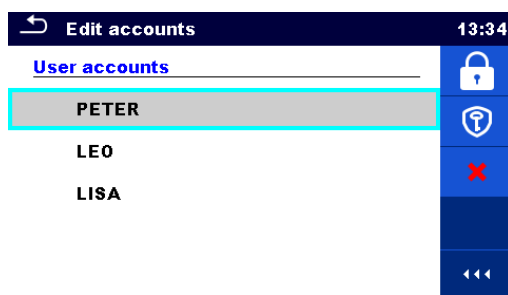 Edit accounts 13:34
User accounts
PETER
LEO
LISA